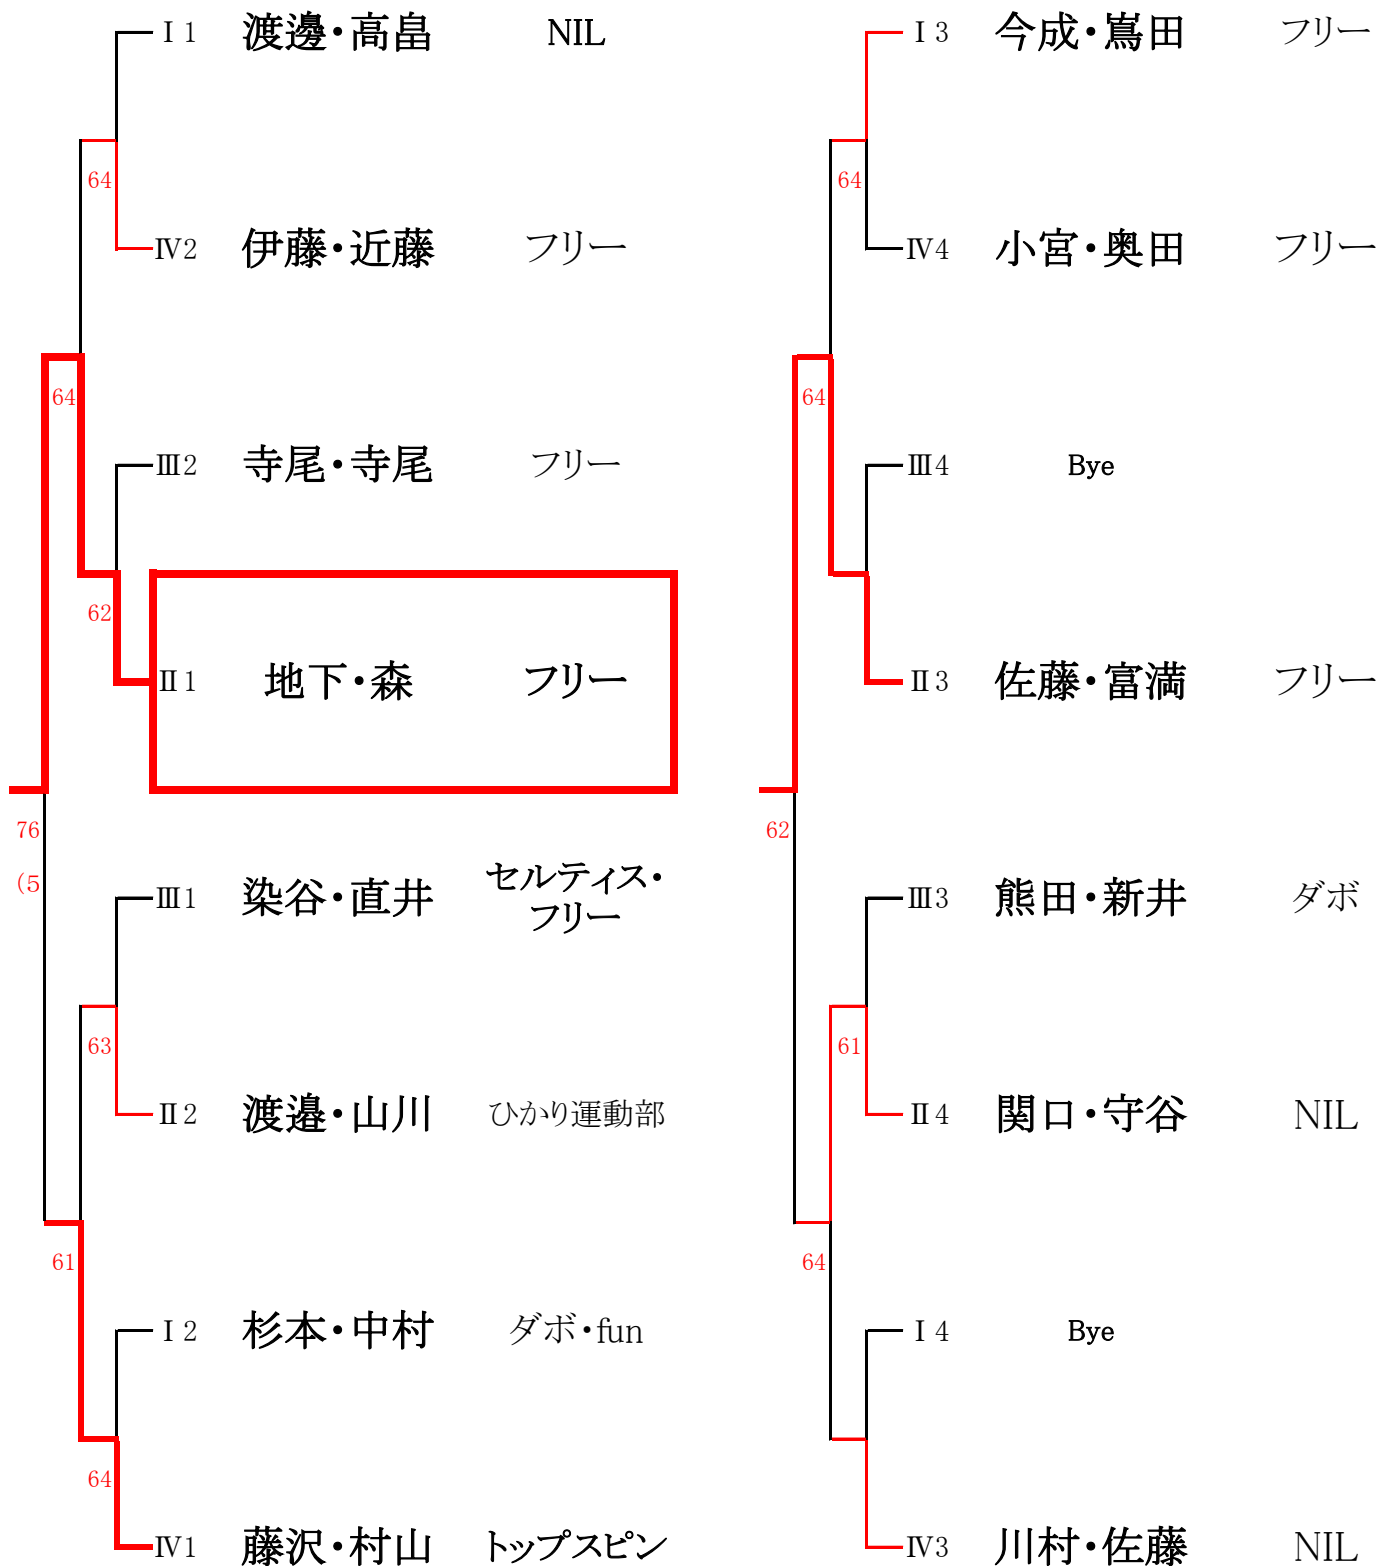 Ⅰ1 渡邊・高畠 NIL
64
Ⅳ2 伊藤・近藤 フリー
64
Ⅲ2 寺尾・寺尾 フリー
62
Ⅱ1 地下・森 フリー
76
(5
Ⅲ1 染谷・直井 セルティス・
フリー
63
Ⅱ2 渡邉・山川 ひかり運動部
61
Ⅰ2 杉本・中村 ダボ・fun
64
Ⅳ1 藤沢・村山 トップスピン
Ⅰ3 今成・嶌田 フリー
64
Ⅳ4 小宮・奥田 フリー
64
Ⅲ4 Bye
Ⅱ3 佐藤・富満 フリー
62
Ⅲ3 熊田・新井 ダボ
61
Ⅱ4 関口・守谷 NIL
64
Ⅰ4 Bye
Ⅳ3 川村・佐藤 NIL